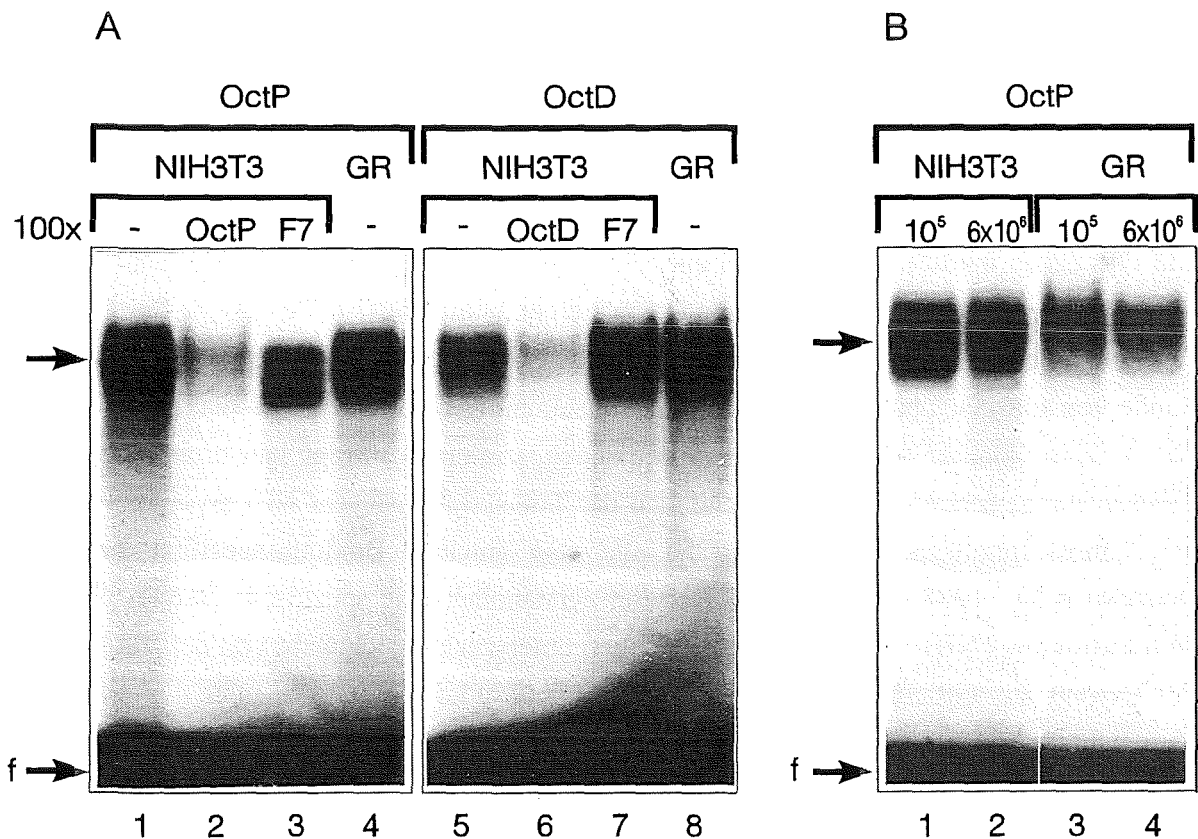 A
B
OctP OctD
OctP
NIH3T3 GR NIH3T3 GR
NIH3T3 GR
100x - OctP F7 - - OctD F7 -
10⁵ 6x10⁶ 10⁵ 6x10⁶
f
f
1 2 3 4 5 6 7 8
1 2 3 4